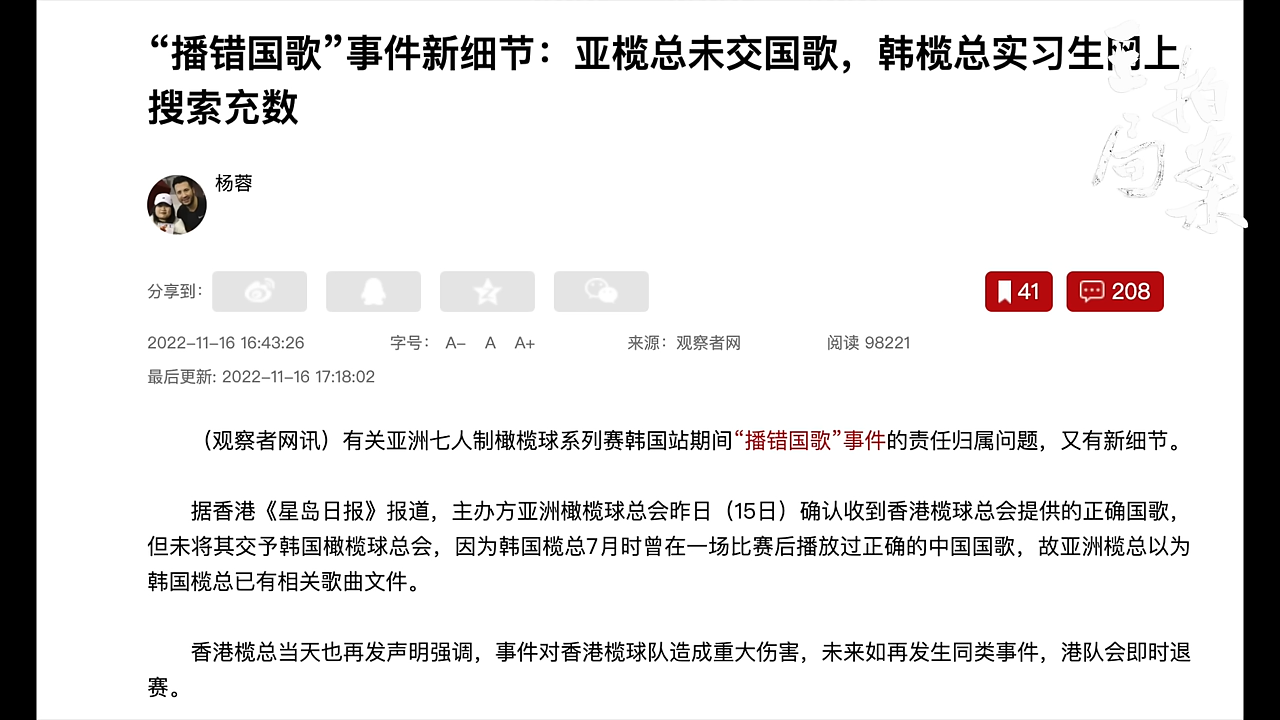 “播错国歌”事件新细节：亚榄总未交国歌，韩榄总实习生网上
搜索充数
杨蓉
分享到：
41
208
2022-11-16 16:43:26 字号： A- A A+ 来源：观察者网 阅读 98221
最后更新: 2022-11-16 17:18:02
（观察者网讯）有关亚洲七人制橄榄球系列赛韩国站期间“播错国歌”事件的责任归属问题，又有新细节。
据香港《星岛日报》报道，主办方亚洲橄榄球总会昨日（15日）确认收到香港榄球总会提供的正确国歌，
但未将其交予韩国橄榄球总会，因为韩国榄总7月时曾在一场比赛后播放过正确的中国国歌，故亚洲榄总以为
韩国榄总已有相关歌曲文件。
香港榄总当天也再发声明强调，事件对香港榄球队造成重大伤害，未来如再发生同类事件，港队会即时退
赛。